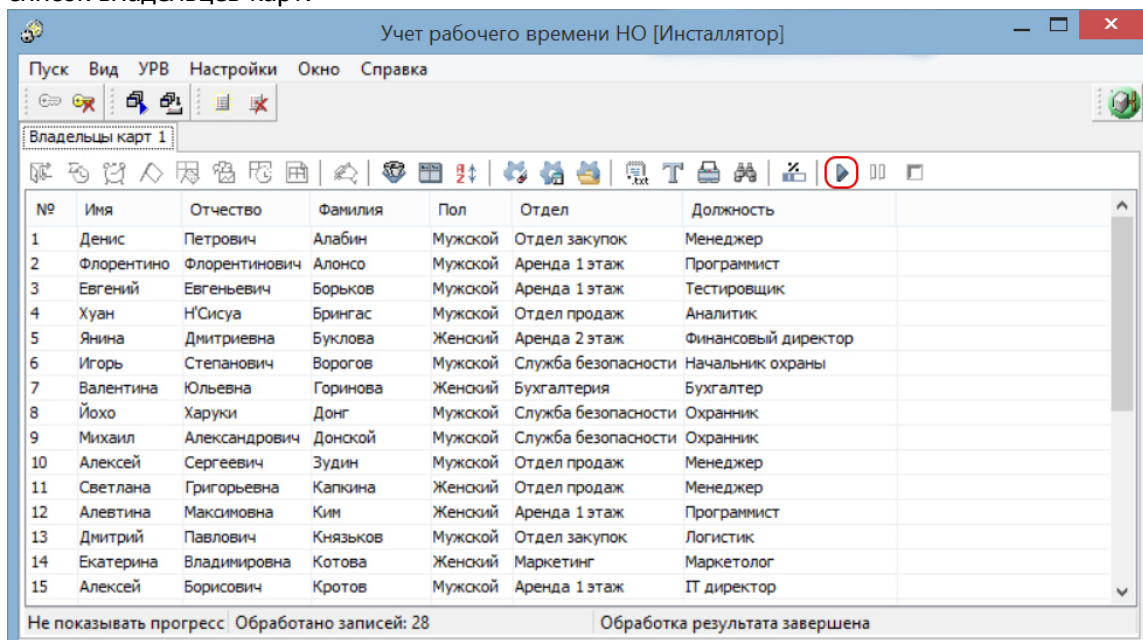 список владельцев карт.
Учет рабочего времени НО [Инсталлятор]
Пуск Вид УРВ Настройки Окно Справка
Владельцы карт 1
№ Имя Отчество Фамилия Пол Отдел Должность
1 Денис Петрович Алабин Мужской Отдел закупок Менеджер
2 Флорентино Флорентинович Алонсо Мужской Аренда 1 этаж Программист
3 Евгений Евгеньевич Борьков Мужской Аренда 1 этаж Тестировщик
4 Хуан Н'Сисуа Брингас Мужской Отдел продаж Аналитик
5 Янина Дмитриевна Буклова Женский Аренда 2 этаж Финансовый директор
6 Игорь Степанович Ворогов Мужской Служба безопасности Начальник охраны
7 Валентина Юльевна Горинова Женский Бухгалтерия Бухгалтер
8 Йохо Харуки Донг Мужской Служба безопасности Охранник
9 Михаил Александрович Донской Мужской Служба безопасности Охранник
10 Алексей Сергеевич Зудин Мужской Отдел продаж Менеджер
11 Светлана Григорьевна Капкина Женский Отдел продаж Менеджер
12 Алевтина Максимовна Ким Женский Аренда 1 этаж Программист
13 Дмитрий Павлович Князьков Мужской Отдел закупок Логистик
14 Екатерина Владимировна Котова Женский Маркетинг Маркетолог
15 Алексей Борисович Кротов Мужской Аренда 1 этаж IT директор
Не показывать прогресс Обработано записей: 28 Обработка результата завершена